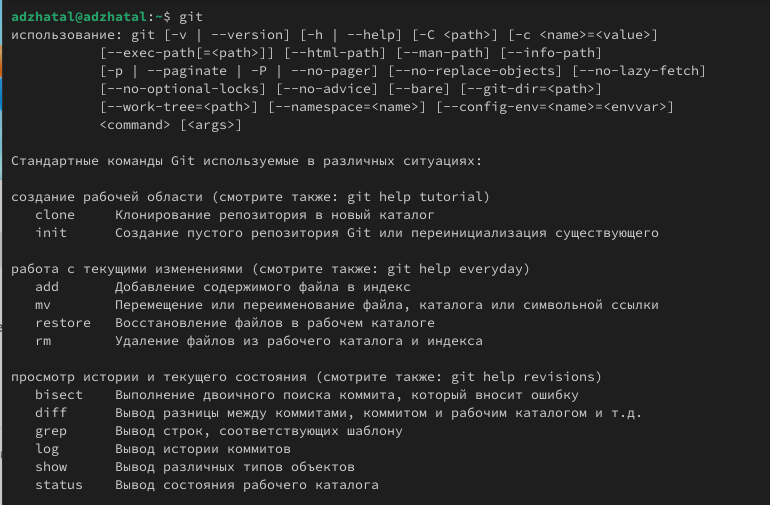 adzhatal@adzhatal:~$ git
использование: git [-v | --version] [-h | --help] [-C <path>] [-c <name>=<value>]
[--exec-path[=<path>]] [--html-path] [--man-path] [--info-path]
[-p | --paginate | -P | --no-pager] [--no-replace-objects] [--no-lazy-fetch]
[--no-optional-locks] [--no-advice] [--bare] [--git-dir=<path>]
[--work-tree=<path>] [--namespace=<name>] [--config-env=<name>=<envvar>]
<command> [<args>]
Стандартные команды Git используемые в различных ситуациях:
создание рабочей области (смотрите также: git help tutorial)
clone Клонирование репозитория в новый каталог
init Создание пустого репозитория Git или переинициализация существующего
работа с текущими изменениями (смотрите также: git help everyday)
add Добавление содержимого файла в индекс
mv Перемещение или переименование файла, каталога или символьной ссылки
restore Восстановление файлов в рабочем каталоге
rm Удаление файлов из рабочего каталога и индекса
просмотр истории и текущего состояния (смотрите также: git help revisions)
bisect Выполнение двоичного поиска коммита, который вносит ошибку
diff Вывод разницы между коммитами, коммитом и рабочим каталогом и т.д.
grep Вывод строк, соответствующих шаблону
log Вывод истории коммитов
show Вывод различных типов объектов
status Вывод состояния рабочего каталога